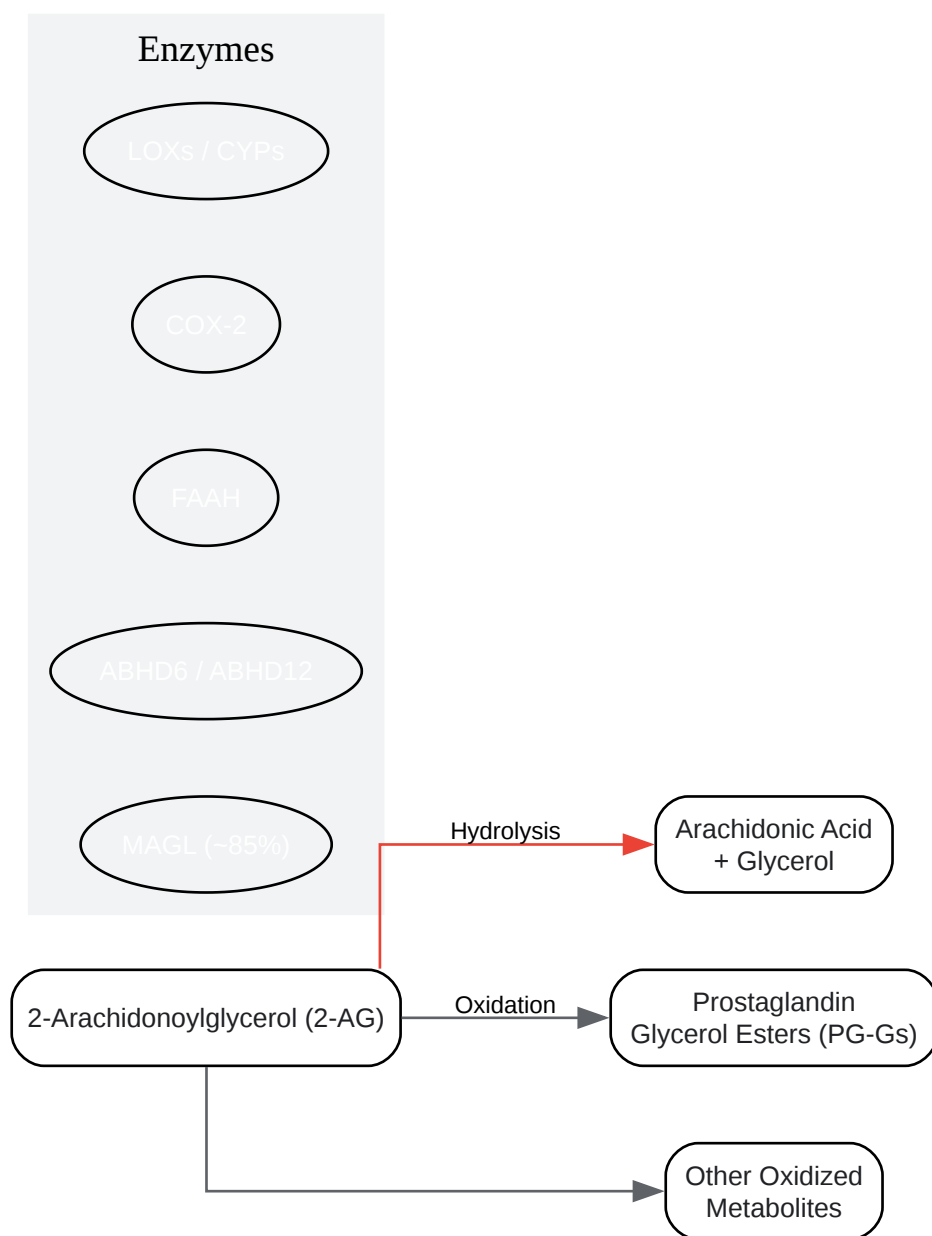 Enzymes
LOXs / CYPs
COX-2
FAAH
ABHD6 / ABHD12
MAGL (~85%)
Hydrolysis
Arachidonic Acid
+ Glycerol
2-Arachidonoylglycerol (2-AG)
Oxidation
Prostaglandin
Glycerol Esters (PG-Gs)
Other Oxidized
Metabolites